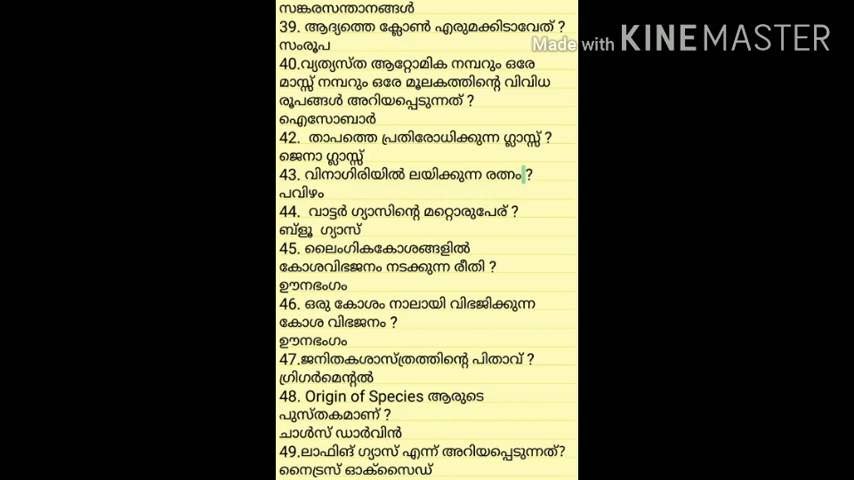 സങ്കരസന്താനങ്ങൾ
39. ആദ്യത്തെ ക്ലോൺ എരുമക്കിടാവേത് ?
സംരൂപ
Made with KINEMASTER
40.വ്യത്യസ്ത ആറ്റോമിക നമ്പറും ഒരേ
മാസ്സ് നമ്പറും ഒരേ മൂലകത്തിന്റെ വിവിധ
രൂപങ്ങൾ അറിയപ്പെടുന്നത് ?
ഐസോബാർ
42. താപത്തെ പ്രതിരോധിക്കുന്ന ഗ്ലാസ്സ് ?
ജെനാ ഗ്ലാസ്സ്
43. വിനാഗിരിയിൽ ലയിക്കുന്ന രത്നം ?
പവിഴം
44. വാട്ടർ ഗ്യാസിന്റെ മറ്റൊരുപേര് ?
ബ്ളൂ ഗ്യാസ്
45. ലൈംഗികകോശങ്ങളിൽ
കോശവിഭജനം നടക്കുന്ന രീതി ?
ഊനഭംഗം
46. ഒരു കോശം നാലായി വിഭജിക്കുന്ന
കോശ വിഭജനം ?
ഊനഭംഗം
47.ജനിതകശാസ്ത്രത്തിന്റെ പിതാവ് ?
ഗ്രിഗർമെന്റൽ
48. Origin of Species ആരുടെ
പുസ്തകമാണ് ?
ചാൾസ് ഡാർവിൻ
49.ലാഫിങ് ഗ്യാസ് എന്ന് അറിയപ്പെടുന്നത്?
നൈട്രസ് ഓക്സൈഡ്